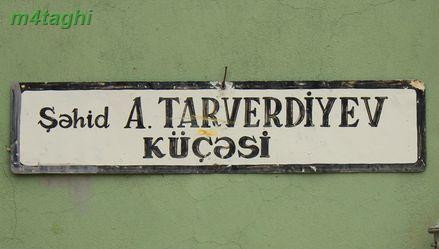 m4taghi
Şəhid A. TARVERDİYEV
KÜÇƏSİ